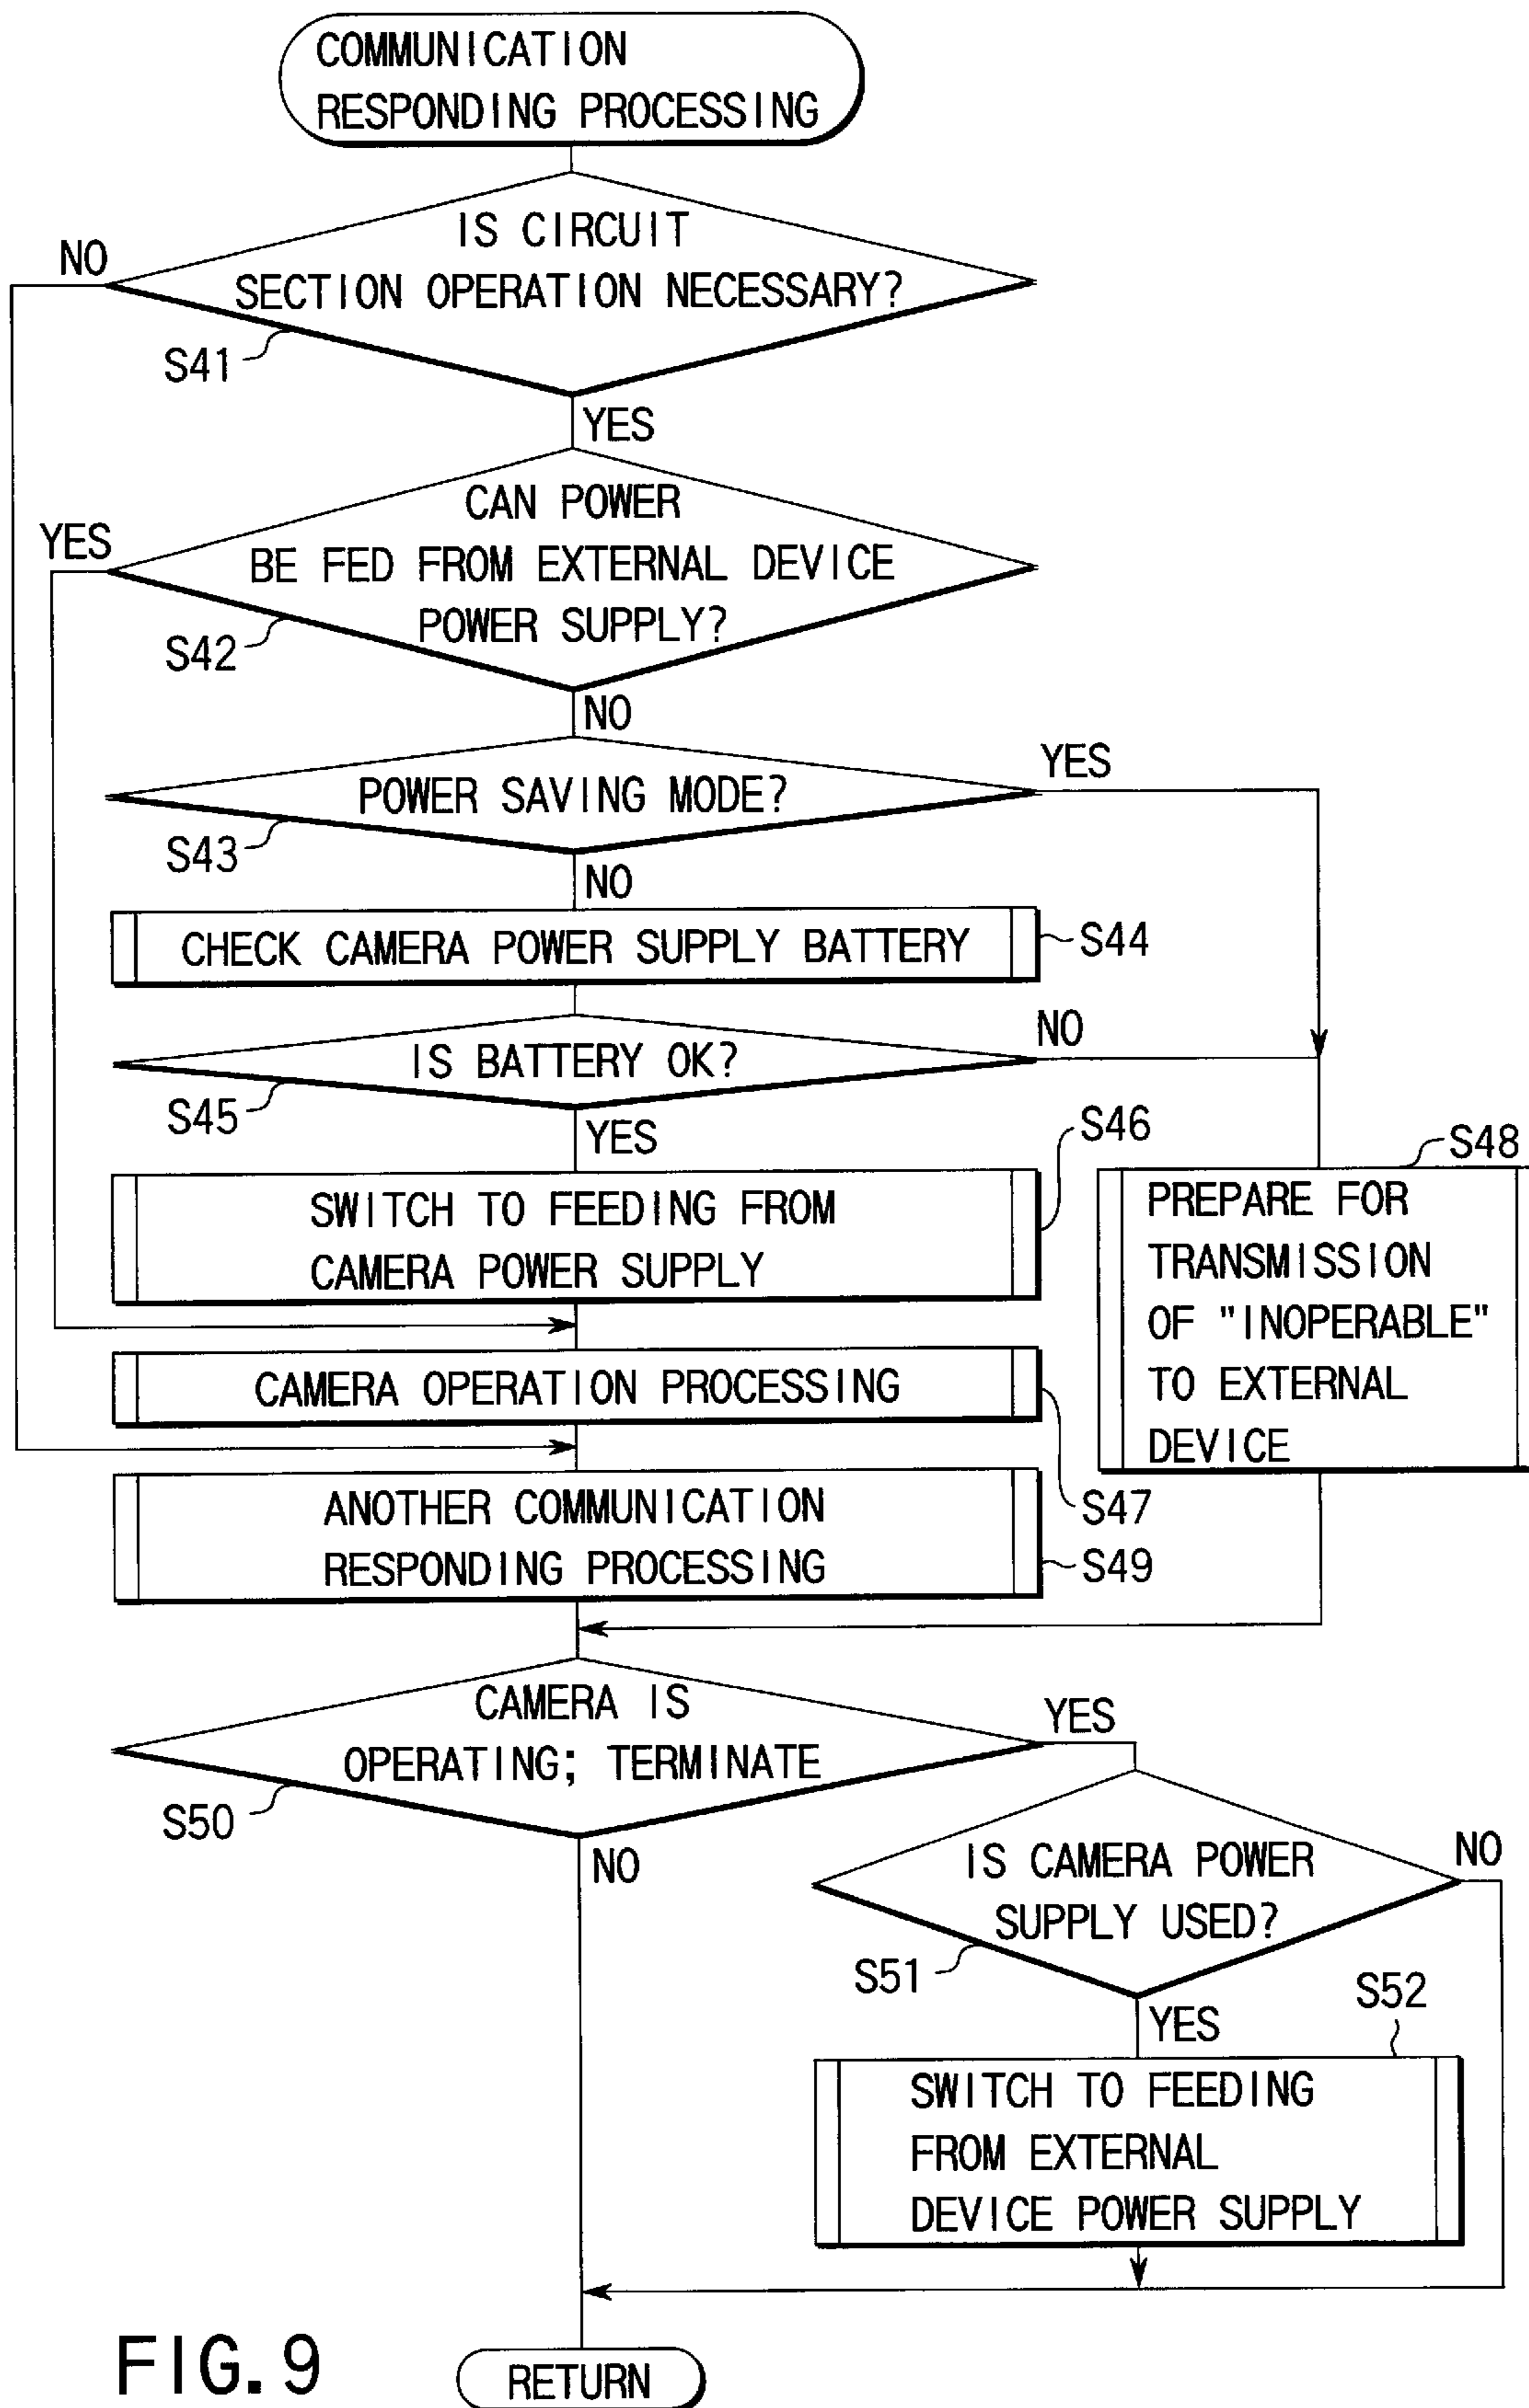 COMMUNICATION
RESPONDING PROCESSING
IS CIRCUIT
SECTION OPERATION NECESSARY?
NO
S41
YES
CAN POWER
BE FED FROM EXTERNAL DEVICE
POWER SUPPLY?
YES
S42
NO
POWER SAVING MODE?
YES
S43
NO
CHECK CAMERA POWER SUPPLY BATTERY
S44
IS BATTERY OK?
NO
S45
YES
SWITCH TO FEEDING FROM
CAMERA POWER SUPPLY
S46
S48
PREPARE FOR
TRANSMISSION
OF "INOPERABLE"
TO EXTERNAL
DEVICE
CAMERA OPERATION PROCESSING
S47
ANOTHER COMMUNICATION
RESPONDING PROCESSING
S49
CAMERA IS
OPERATING; TERMINATE
YES
S50
NO
IS CAMERA POWER
SUPPLY USED?
NO
S51
YES
S52
SWITCH TO FEEDING
FROM EXTERNAL
DEVICE POWER SUPPLY
FIG. 9
RETURN